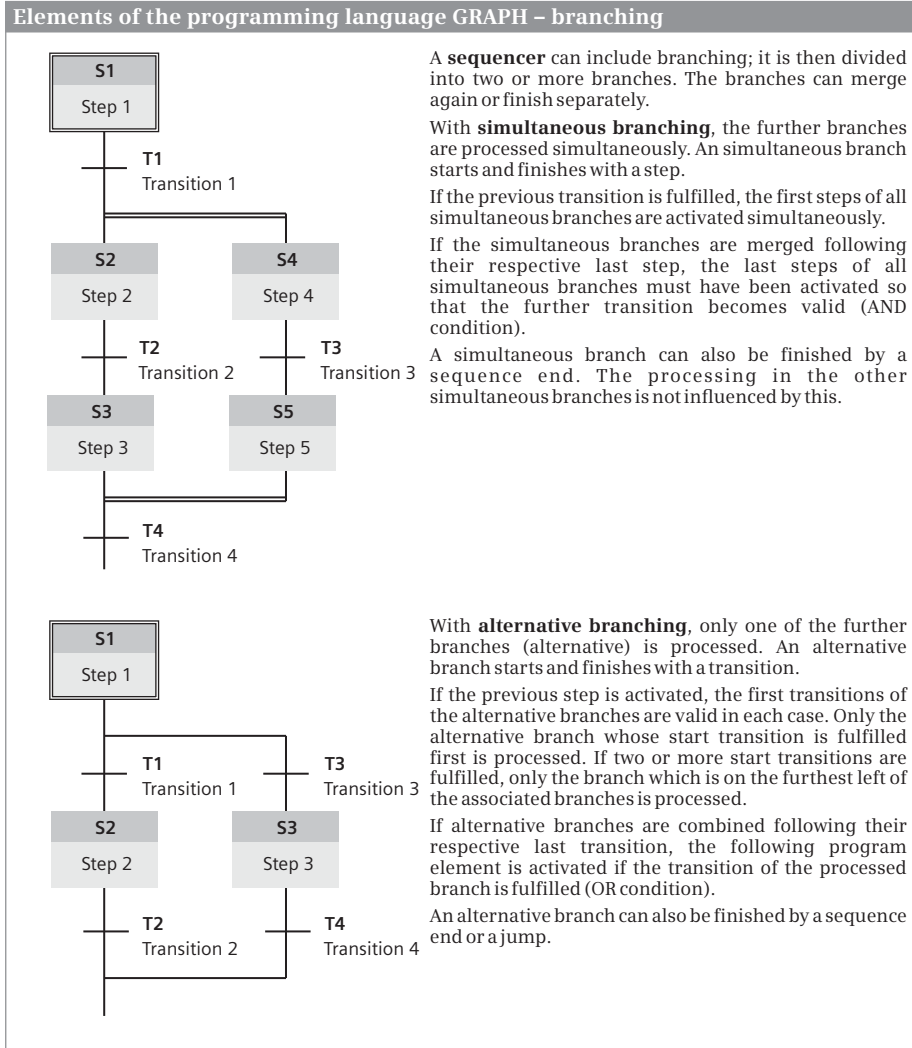 Elements of the programming language GRAPH – branching
S1
Step 1
T1
Transition 1
S2
Step 2
S4
Step 4
T2
Transition 2
T3
Transition 3
S3
Step 3
S5
Step 5
T4
Transition 4
A sequencer can include branching; it is then divided
into two or more branches. The branches can merge
again or finish separately.
With simultaneous branching, the further branches
are processed simultaneously. An simultaneous branch
starts and finishes with a step.
If the previous transition is fulfilled, the first steps of all
simultaneous branches are activated simultaneously.
If the simultaneous branches are merged following
their respective last step, the last steps of all
simultaneous branches must have been activated so
that the further transition becomes valid (AND
condition).
A simultaneous branch can also be finished by a
sequence end. The processing in the other
simultaneous branches is not influenced by this.
S1
Step 1
T1
Transition 1
T3
Transition 3
S2
Step 2
S3
Step 3
T2
Transition 2
T4
Transition 4
With alternative branching, only one of the further
branches (alternative) is processed. An alternative
branch starts and finishes with a transition.
If the previous step is activated, the first transitions of
the alternative branches are valid in each case. Only the
alternative branch whose start transition is fulfilled
first is processed. If two or more start transitions are
fulfilled, only the branch which is on the furthest left of
the associated branches is processed.
If alternative branches are combined following their
respective last transition, the following program
element is activated if the transition of the processed
branch is fulfilled (OR condition).
An alternative branch can also be finished by a sequence
end or a jump.